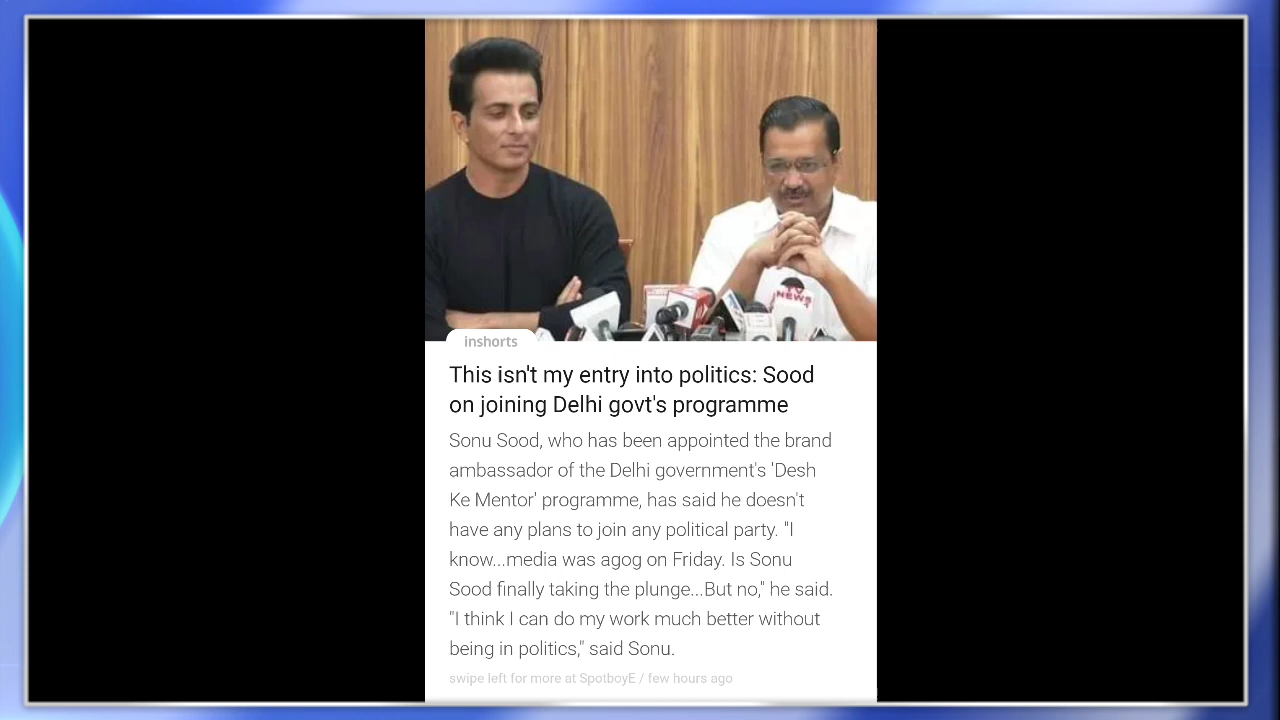 TV
NEWS
inshorts
This isn't my entry into politics: Sood
on joining Delhi govt's programme
Sonu Sood, who has been appointed the brand
ambassador of the Delhi government's 'Desh
Ke Mentor' programme, has said he doesn't
have any plans to join any political party. "I
know...media was agog on Friday. Is Sonu
Sood finally taking the plunge...But no," he said.
"I think I can do my work much better without
being in politics," said Sonu.
swipe left for more at SpotboyE / few hours ago